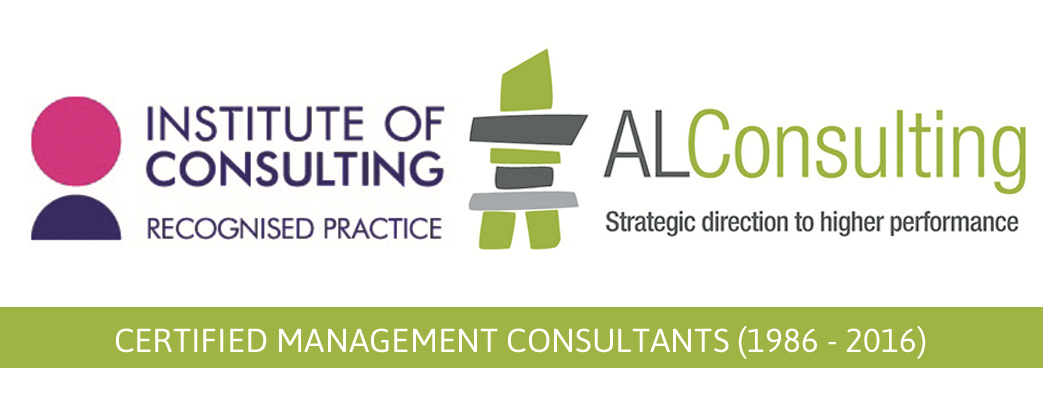 INSTITUTE OF
CONSULTING
RECOGNISED PRACTICE
ALConsulting
Strategic direction to higher performance
CERTIFIED MANAGEMENT CONSULTANTS (1986 - 2016)